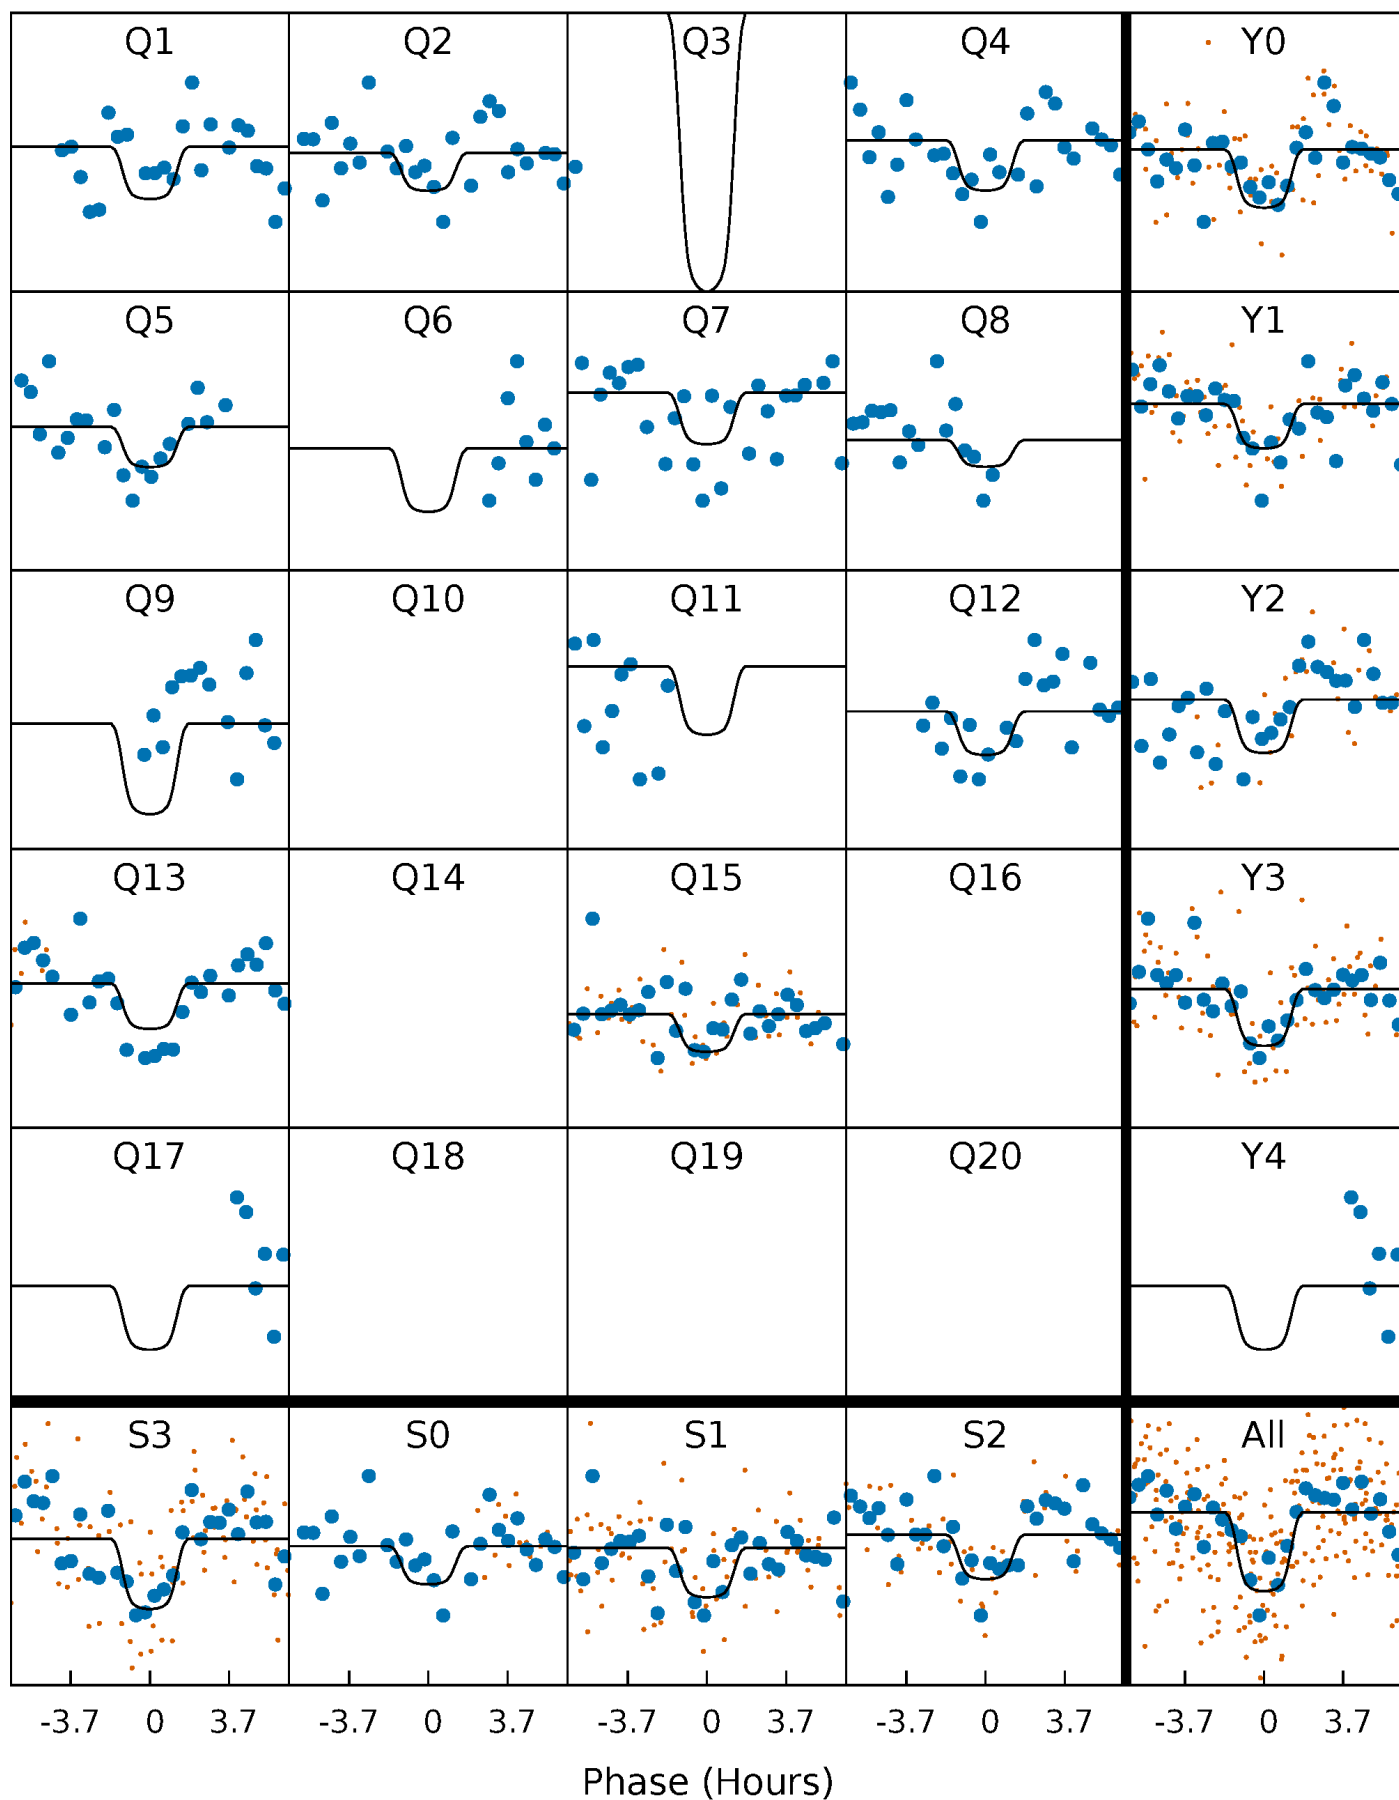 Q1 Q2 Q3 Q4 Y0
Q5 Q6 Q7 Q8 Y1
Q9 Q10 Q11 Q12 Y2
Q13 Q14 Q15 Q16 Y3
Q17 Q18 Q19 Q20 Y4
S3 S0 S1 S2 All
-3.7 0 3.7 -3.7 0 3.7 -3.7 0 3.7 -3.7 0 3.7 -3.7 0 3.7
Phase (Hours)